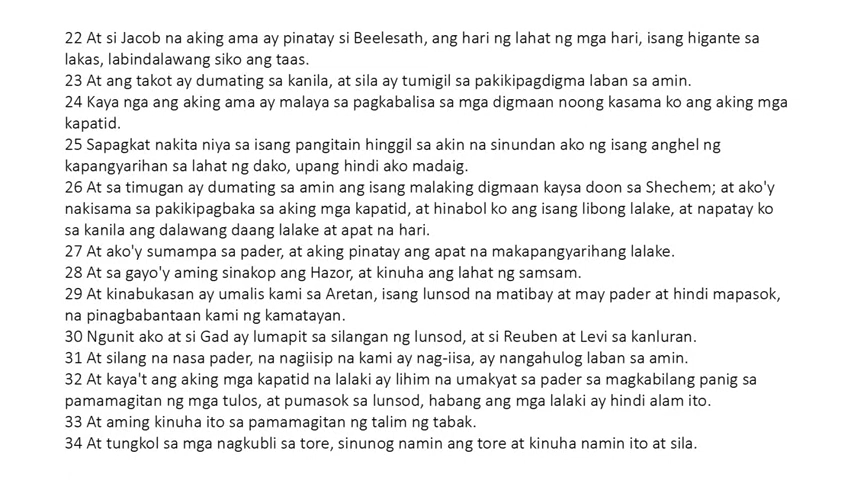 22 At si Jacob na aking ama ay pinatay si Beelesath, ang hari ng lahat ng mga hari, isang higante sa
lakas, labindalawang siko ang taas.
23 At ang takot ay dumating sa kanila, at sila ay tumigil sa pakikipagdigma laban sa amin.
24 Kaya nga ang aking ama ay malaya sa pagkabalisa sa mga digmaan noong kasama ko ang aking mga
kapatid.
25 Sapagkat nakita niya sa isang pangitain hinggil sa akin na sinundan ako ng isang anghel ng
kapangyarihan sa lahat ng dako, upang hindi ako madaig.
26 At sa timugan ay dumating sa amin ang isang malaking digmaan kaysa doon sa Shechem; at ako'y
nakisama sa pakikipagbaka sa aking mga kapatid, at hinabol ko ang isang libong lalake, at napatay ko
sa kanila ang dalawang daang lalake at apat na hari.
27 At ako'y sumampa sa pader, at aking pinatay ang apat na makapangyarihang lalake.
28 At sa gayo'y aming sinakop ang Hazor, at kinuha ang lahat ng samsam.
29 At kinabukasan ay umalis kami sa Aretan, isang lunsod na matibay at may pader at hindi mapasok,
na pinagbabantaan kami ng kamatayan.
30 Ngunit ako at si Gad ay lumapit sa silangan ng lunsod, at si Reuben at Levi sa kanluran.
31 At silang na nasa pader, na nagiisip na kami ay nag-iisa, ay nangahulog laban sa amin.
32 At kaya't ang aking mga kapatid na lalaki ay lihim na umakyat sa pader sa magkabilang panig sa
pamamagitan ng mga tulos, at pumasok sa lunsod, habang ang mga lalaki ay hindi alam ito.
33 At aming kinuha ito sa pamamagitan ng talim ng tabak.
34 At tungkol sa mga nagkubli sa tore, sinunog namin ang tore at kinuha namin ito at sila.